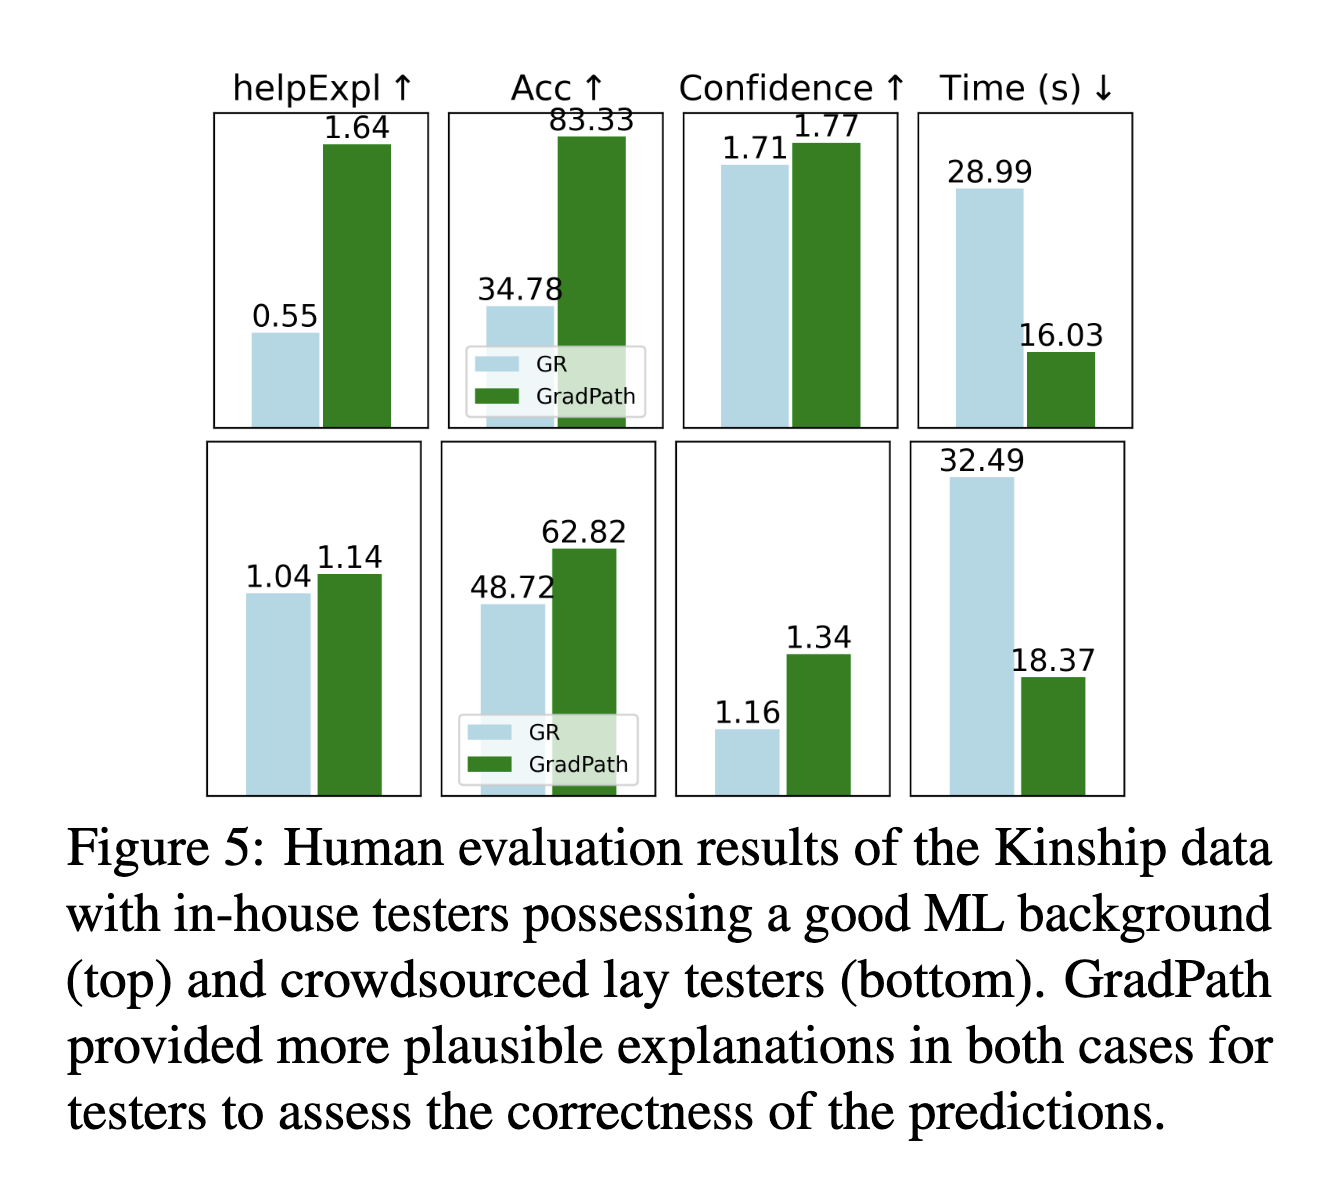 helpExpl ↑ Acc ↑ Confidence ↑ Time (s) ↓
1.64 83.33 1.71 1.77 28.99
0.55 34.78 16.03
GR
GradPath
1.04 1.14 48.72 62.82 1.16 1.34 32.49 18.37
GR
GradPath
Figure 5: Human evaluation results of the Kinship data
with in-house testers possessing a good ML background
(top) and crowdsourced lay testers (bottom). GradPath
provided more plausible explanations in both cases for
testers to assess the correctness of the predictions.